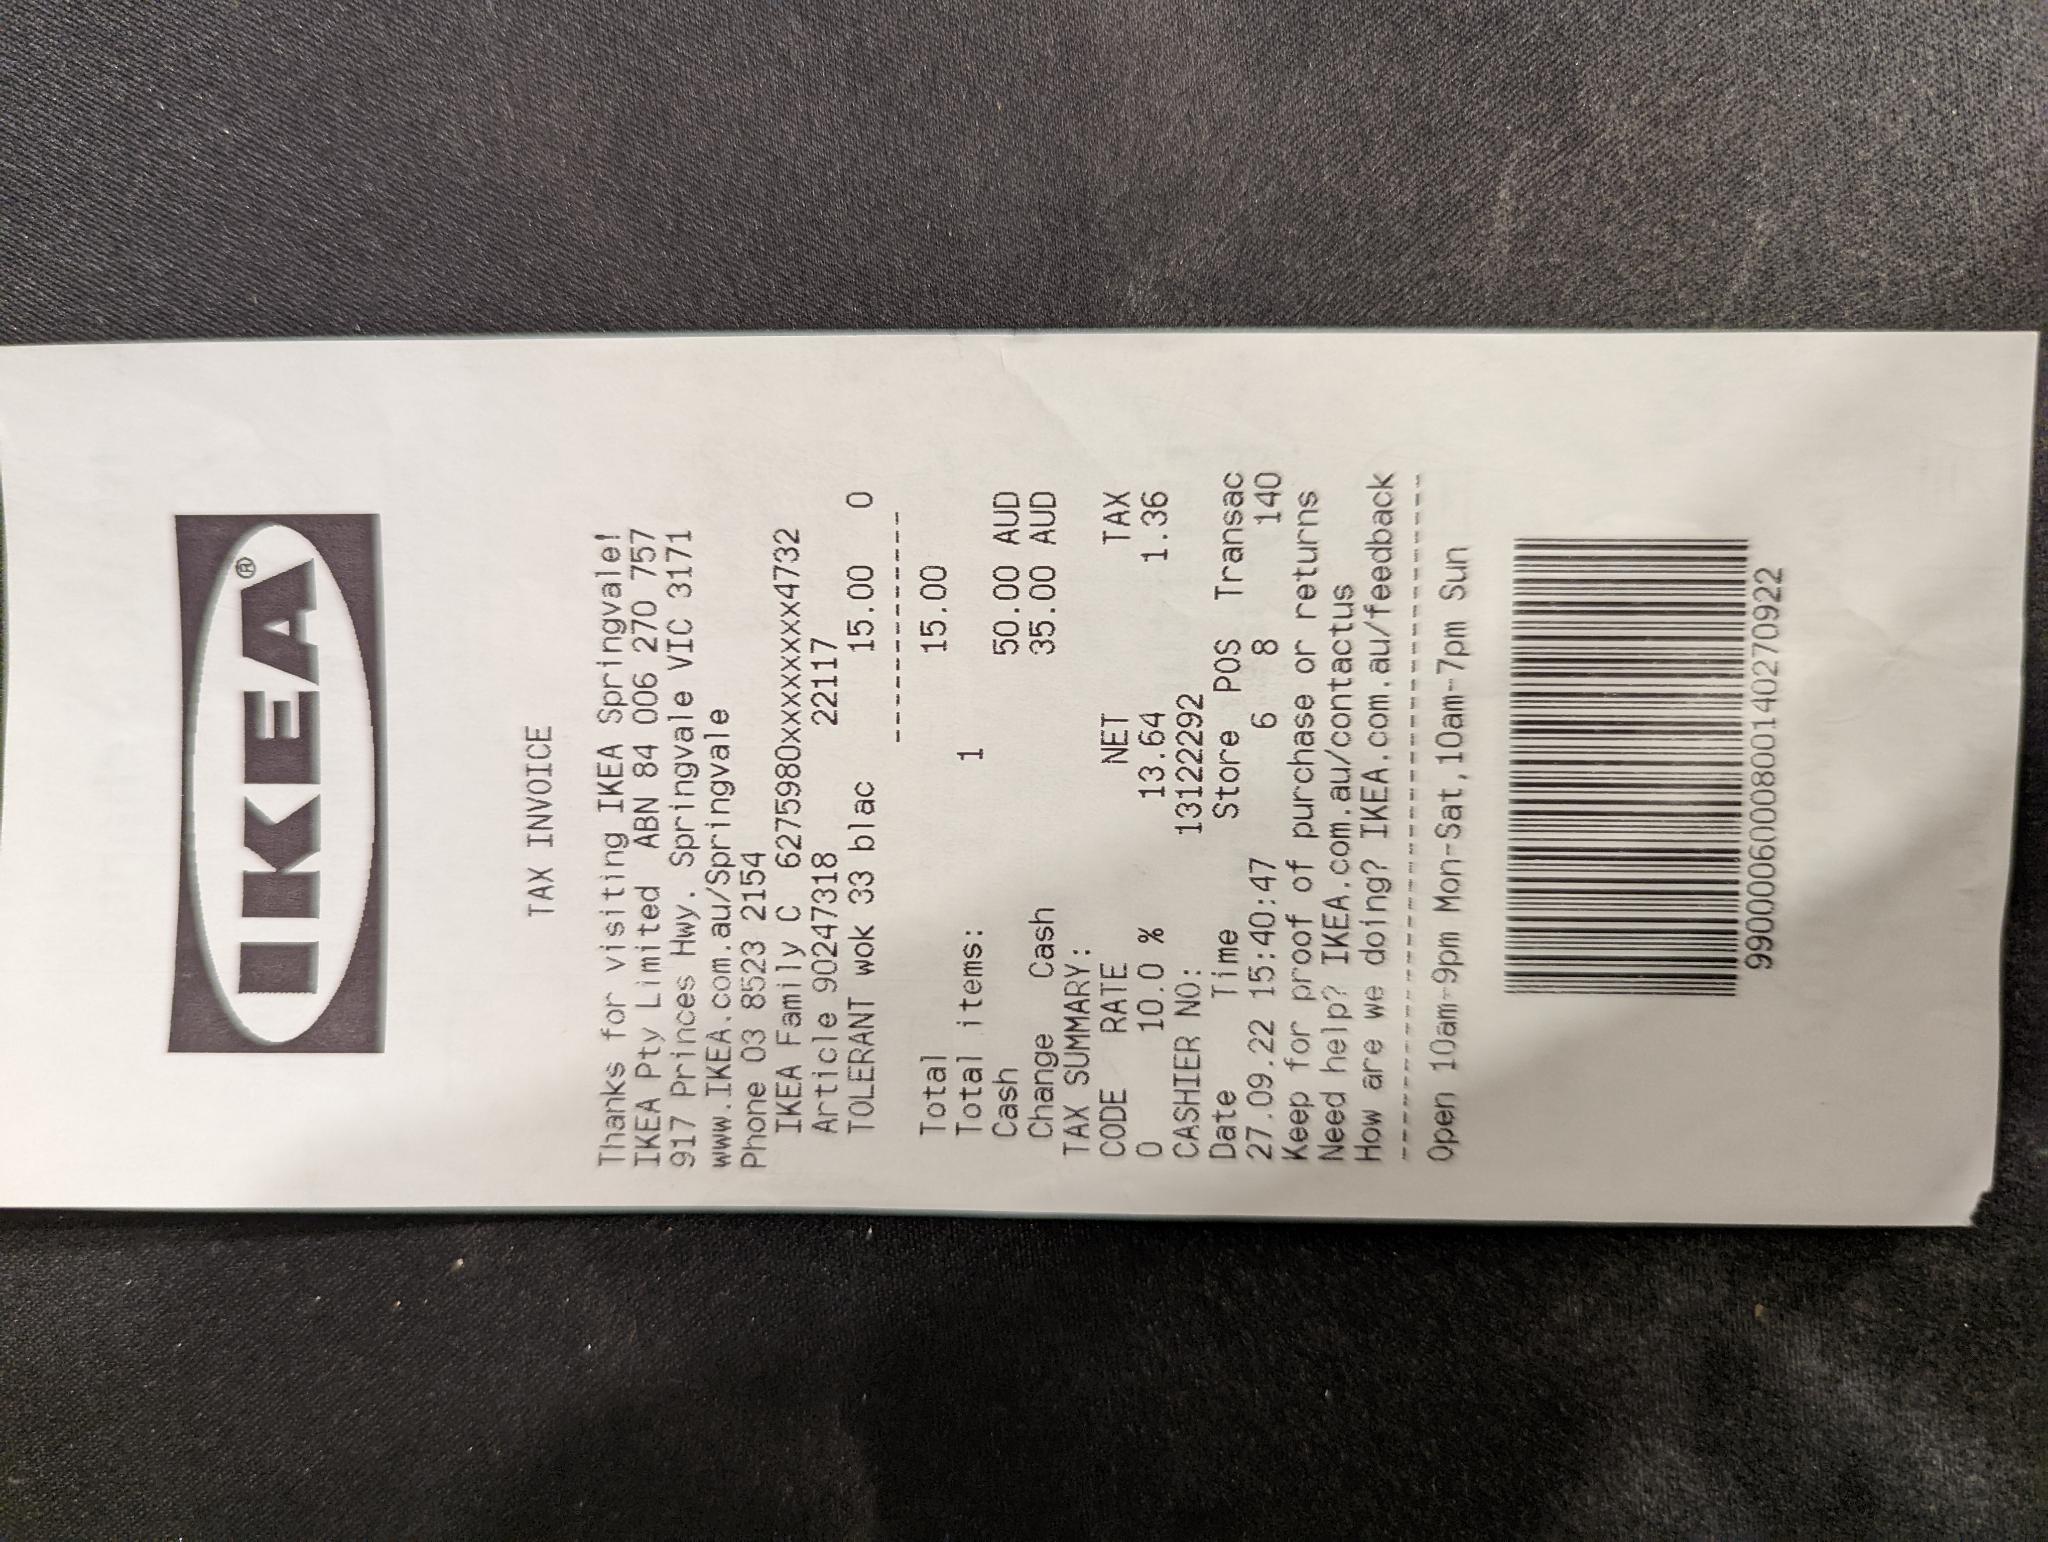 IKEA®
TAX INVOICE
Thanks for visiting IKEA Springvale!
IKEA Pty Limited ABN 84 006 270 757
917 Princes Hwy. Springvale VIC 3171
www.IKEA.com.au/Springvale
Phone 03 8523 2154
IKEA Family C 6275980xxxxxxxx4732
Article 90247318 22117
TOLERANT wok 33 blac 15.00 0
------------
Total 15.00
Total items: 1
Cash 50.00 AUD
Change Cash 35.00 AUD
TAX SUMMARY:
CODE RATE NET TAX
0 10.0 % 13.64 1.36
CASHIER NO: 13122292
Date Time Store POS Transac
27.09.22 15:40:47 6 8 140
Keep for proof of purchase or returns
Need help? IKEA.com.au/contactus
How are we doing? IKEA.com.au/feedback
--------------------------------------
Open 10am-9pm Mon-Sat,10am-7pm Sun
9900060008001402​70922